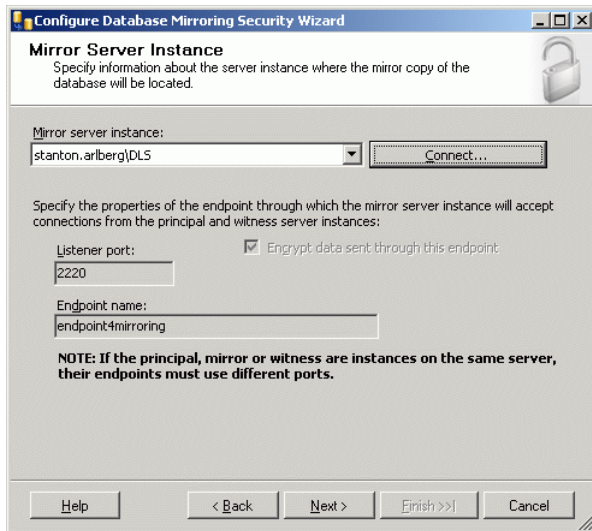 Configure Database Mirroring Security Wizard
Mirror Server Instance
Specify information about the server instance where the mirror copy of the
database will be located.
Mirror server instance:
stanton.arlberg\DLS
Connect...
Specify the properties of the endpoint through which the mirror server instance will accept
connections from the principal and witness server instances:
Listener port:
Encrypt data sent through this endpoint
2220
Endpoint name:
endpoint4mirroring
NOTE: If the principal, mirror or witness are instances on the same server,
their endpoints must use different ports.
Help
< Back
Next >
Finish >>|
Cancel